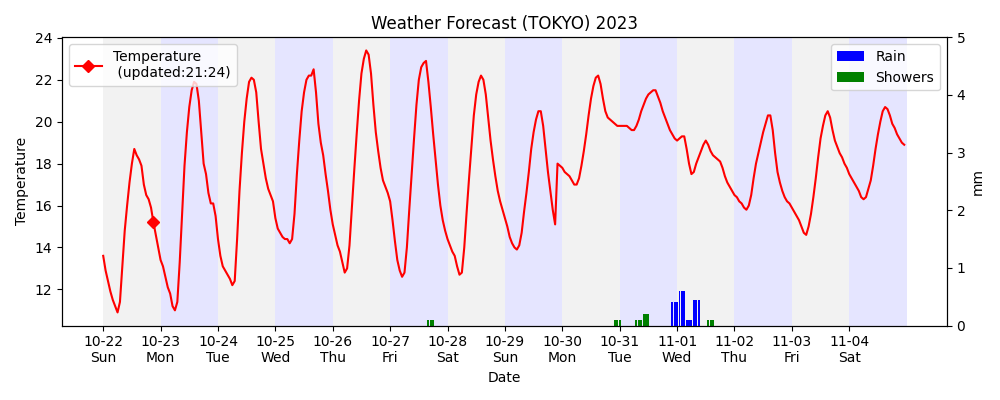 Weather Forecast (TOKYO) 2023
Temperature
(updated:21:24)
Rain
Showers
24
22
20
18
16
14
12
Temperature
5
4
3
2
1
0
mm
10-22 10-23 10-24 10-25 10-26 10-27 10-28 10-29 10-30 10-31 11-01 11-02 11-03 11-04
Sun Mon Tue Wed Thu Fri Sat Sun Mon Tue Wed Thu Fri Sat
Date